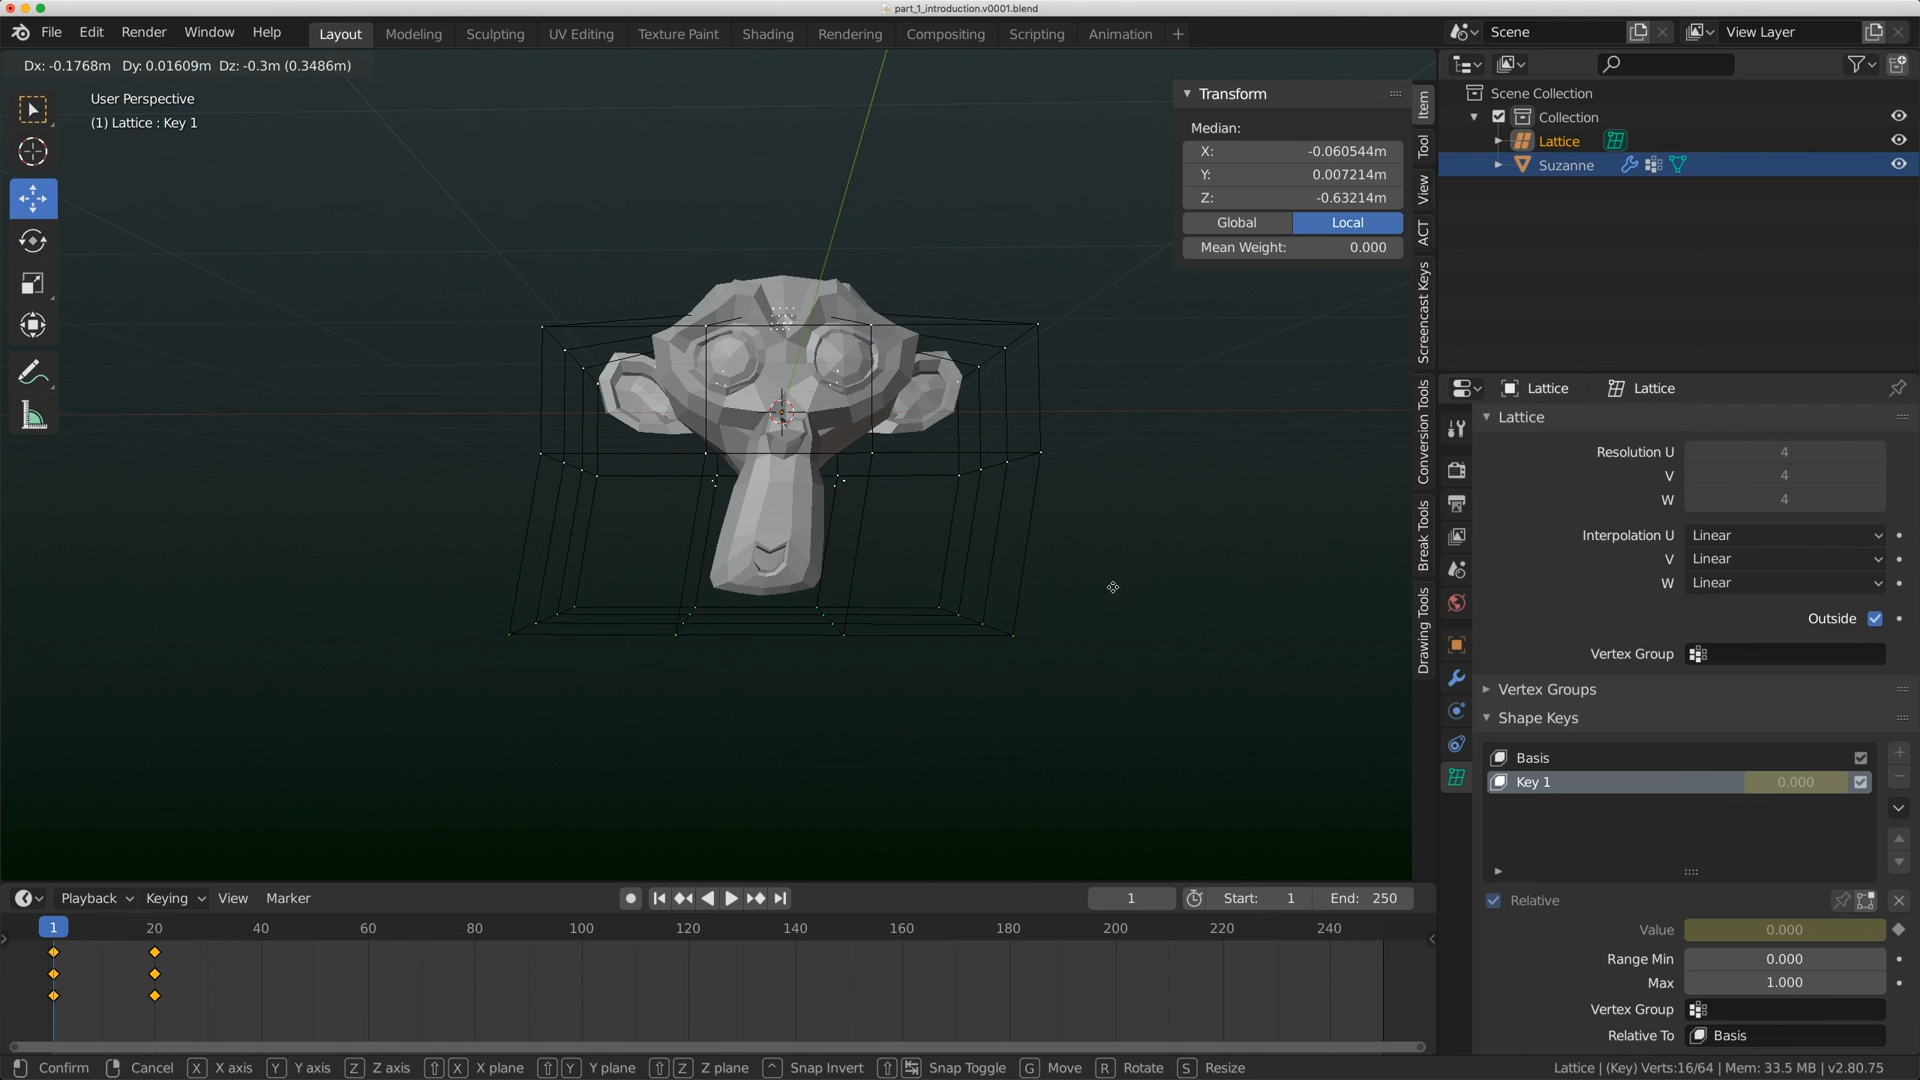 part_1_introduction.v0001.blend
File Edit Render Window Help Layout Modeling Sculpting UV Editing Texture Paint Shading Rendering Compositing Scripting Animation + Scene View Layer
Dx: -0.1768m Dy: 0.01609m Dz: -0.3m (0.3486m)
User Perspective
(1) Lattice : Key 1
Transform
Median:
X: -0.060544m
Y: 0.007214m
Z: -0.63214m
Global Local
Mean Weight: 0.000
Item
Tool
View
ACT
Screencast Keys
Conversion Tools
Break Tools
Drawing Tools
Scene Collection
Collection
Lattice
Suzanne
Lattice Lattice
Lattice
Resolution U 4
V 4
W 4
Interpolation U Linear
V Linear
W Linear
Outside
Vertex Group
Vertex Groups
Shape Keys
Basis
Key 1 0.000
Relative
Value 0.000
Range Min 0.000
Max 1.000
Vertex Group
Relative To Basis
Playback Keying View Marker 1 Start: 1 End: 250
1 20 40 60 80 100 120 140 160 180 200 220 240
Confirm Cancel X X axis Y Y axis Z Z axis X X plane Y Y plane Z Z plane ^ Snap Invert Snap Toggle G Move R Rotate S Resize Lattice | (Key) Verts:16/64 | Mem: 33.5 MB | v2.80.75